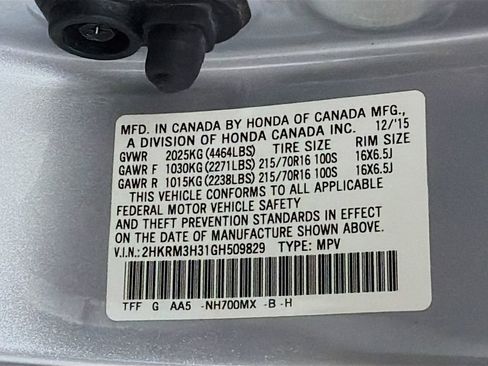 MFD. IN CANADA BY HONDA OF CANADA MFG.,
A DIVISION OF HONDA CANADA INC. 12/'15
GVWR 2025KG (4464LBS) TIRE SIZE RIM SIZE
GAWR F 1030KG (2271LBS) 215/70R16 100S 16X6.5J
GAWR R 1015KG (2238LBS) 215/70R16 100S 16X6.5J
THIS VEHICLE CONFORMS TO ALL APPLICABLE
FEDERAL MOTOR VEHICLE SAFETY
AND THEFT PREVENTION STANDARDS IN EFFECT
ON THE DATE OF MANUFACTURE SHOWN ABOVE.
V.I.N.: 2HKRM3H31GH509829 TYPE: MPV
TFF G AA5 -NH700MX -B -H